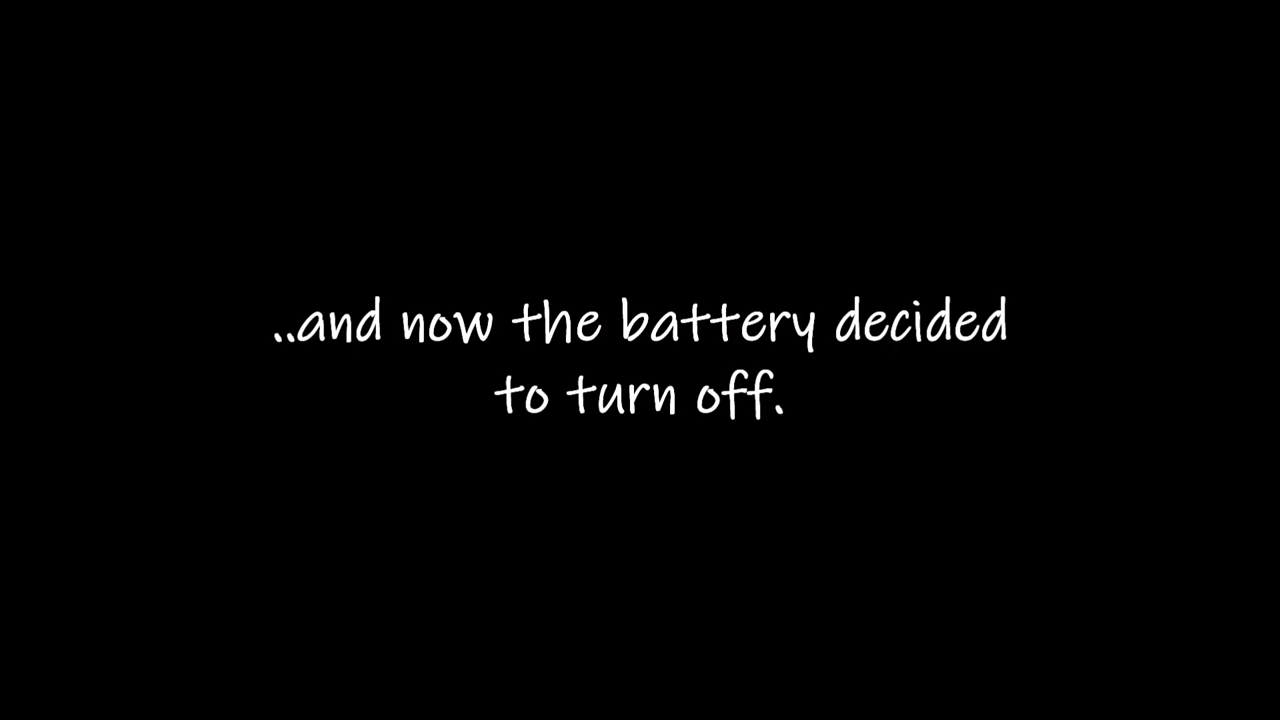 ..and now the battery decided
to turn off.